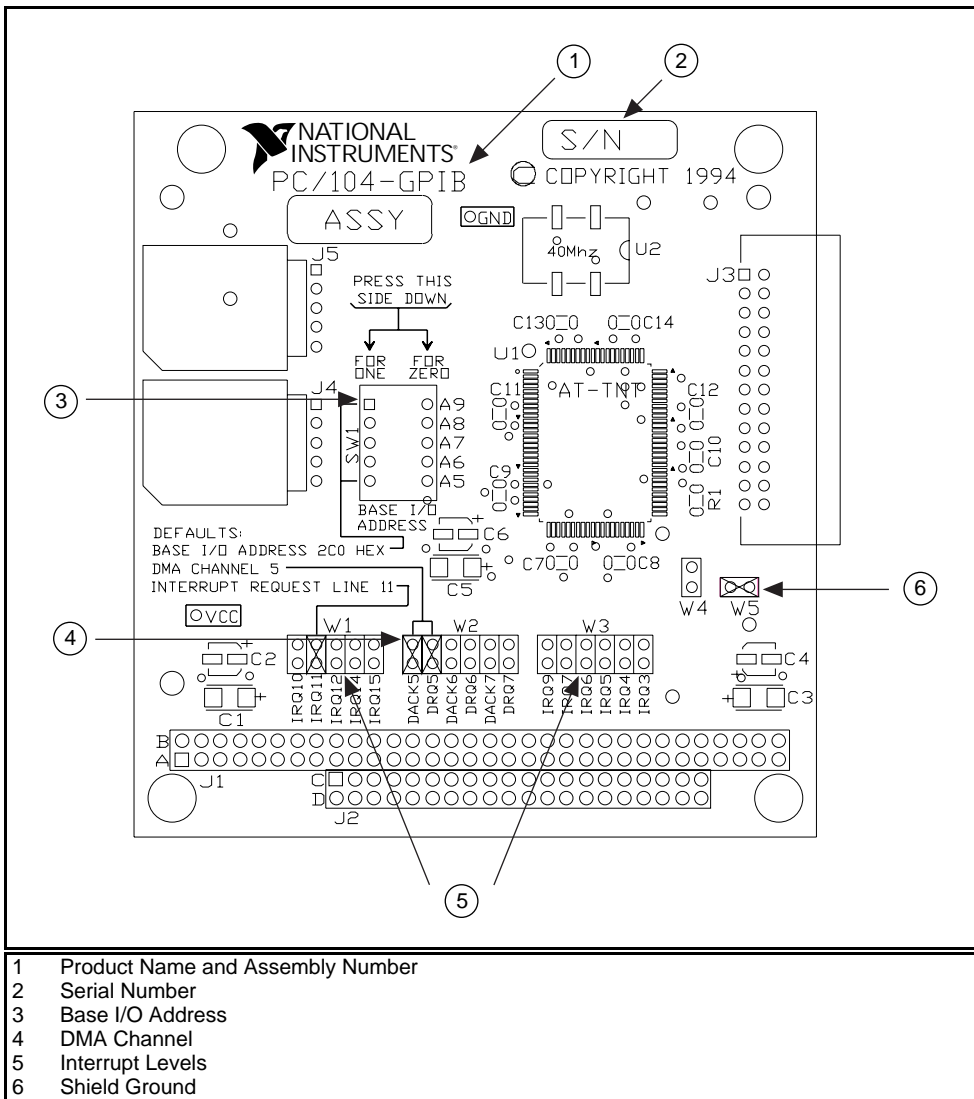 1
2
NATIONAL
INSTRUMENTS®
PC/104-GPIB
S/N
C COPYRIGHT 1994
ASSY
GND
40Mhz
U2
J5
J3
PRESS THIS
SIDE DOWN
C13
C14
FOR
ONE
FOR
ZERO
U1
3
J4
C11
AT-TNT
C12
A9
A8
SW1
A7
A6
A5
C10
C9
R1
BASE I/O
ADDRESS
C6
DEFAULTS:
BASE I/O ADDRESS 2C0 HEX
DMA CHANNEL 5
INTERRUPT REQUEST LINE 11
C7
C8
C5
W4
W5
6
VCC
4
W1
W2
W3
C2
C4
C1
C3
IRQ10
IRQ11
IRQ12
IRQ14
IRQ15
DACK5
DRQ5
DACK6
DRQ6
DACK7
DRQ7
IRQ9
IRQ7
IRQ6
IRQ5
IRQ4
IRQ3
B
A
J1
C
D
J2
5
1 Product Name and Assembly Number
2 Serial Number
3 Base I/O Address
4 DMA Channel
5 Interrupt Levels
6 Shield Ground